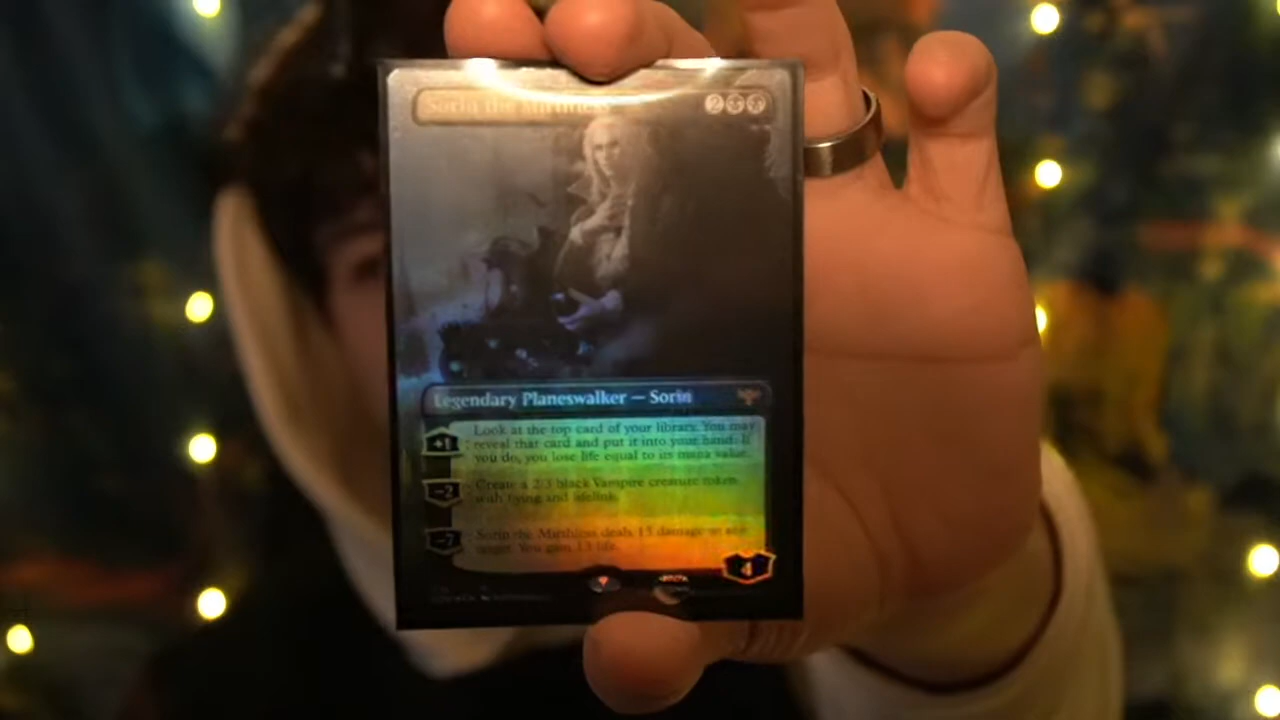 Sorin the Mirthless
2
Legendary Planeswalker — Sorin
+1 : Look at the top card of your library. You may
reveal that card and put it into your hand. If
you do, you lose life equal to its mana value.
−2 : Create a 2/3 black Vampire creature token
with flying and lifelink.
−7 : Sorin the Mirthless deals 13 damage to any
target. You gain 13 life.
4